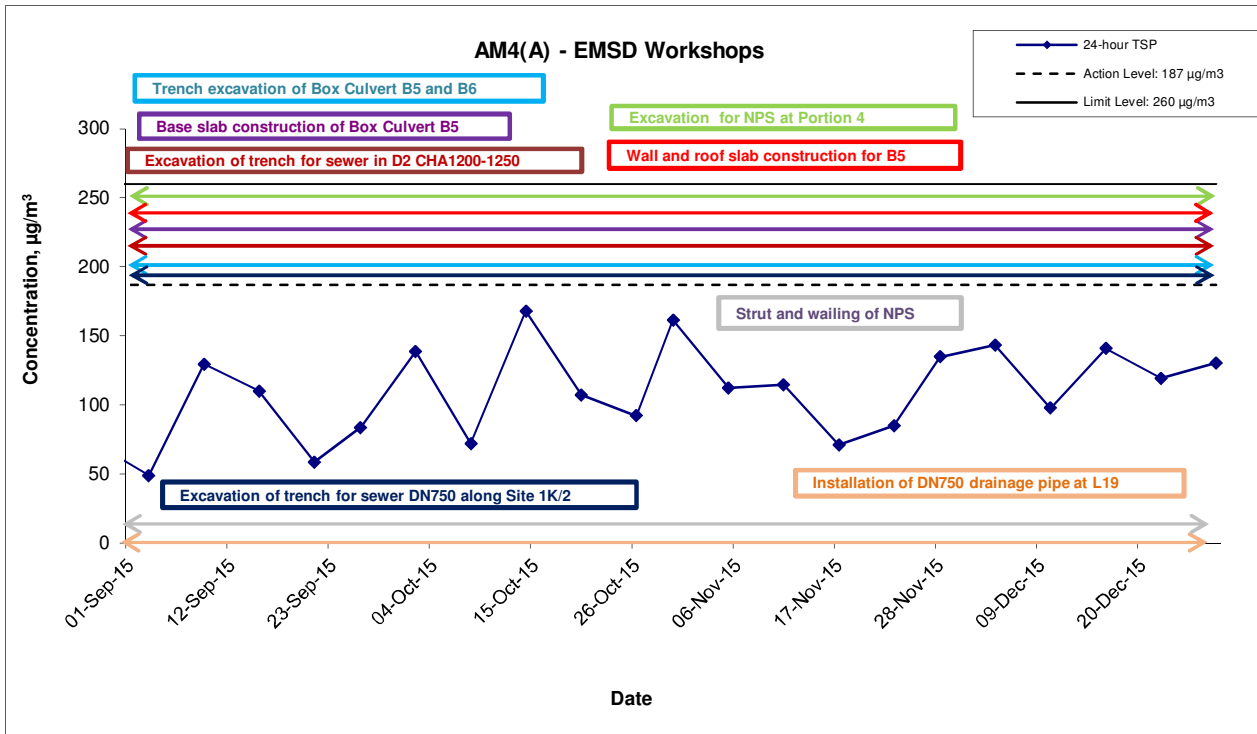 AM4(A) - EMSD Workshops
24-hour TSP
Action Level: 187 µg/m3
Limit Level: 260 µg/m3
Trench excavation of Box Culvert B5 and B6
Base slab construction of Box Culvert B5
Excavation of trench for sewer in D2 CHA1200-1250
Excavation for NPS at Portion 4
Wall and roof slab construction for B5
Strut and wailing of NPS
Excavation of trench for sewer DN750 along Site 1K/2
Installation of DN750 drainage pipe at L19
Concentration, µg/m³
300
250
200
150
100
50
0
01-Sep-15
12-Sep-15
23-Sep-15
04-Oct-15
15-Oct-15
26-Oct-15
06-Nov-15
17-Nov-15
28-Nov-15
09-Dec-15
20-Dec-15
Date